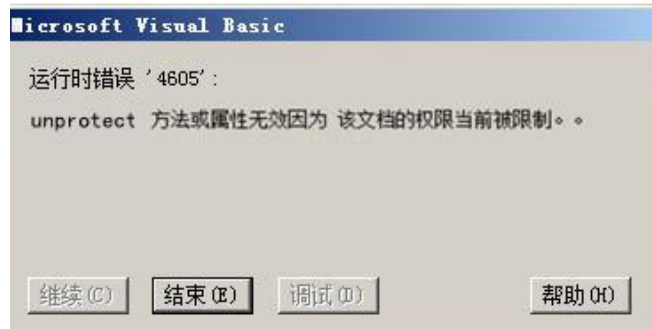 Microsoft Visual Basic
运行时错误 '4605':
unprotect 方法或属性无效因为 该文档的权限当前被限制。。
继续(C) 结束(E) 调试(D) 帮助(H)